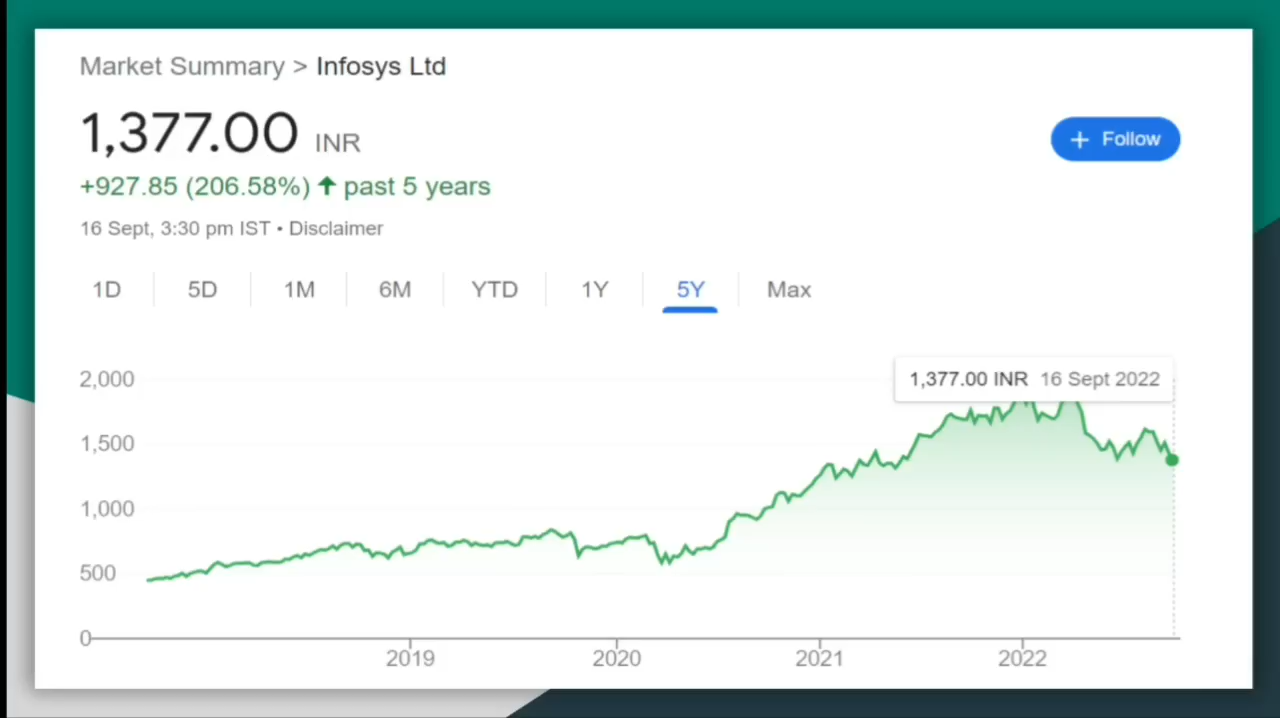 Market Summary > Infosys Ltd
1,377.00 INR
+ Follow
+927.85 (206.58%) ↑ past 5 years
16 Sept, 3:30 pm IST • Disclaimer
1D 5D 1M 6M YTD 1Y 5Y Max
1,377.00 INR 16 Sept 2022
2,000
1,500
1,000
500
0
2019 2020 2021 2022